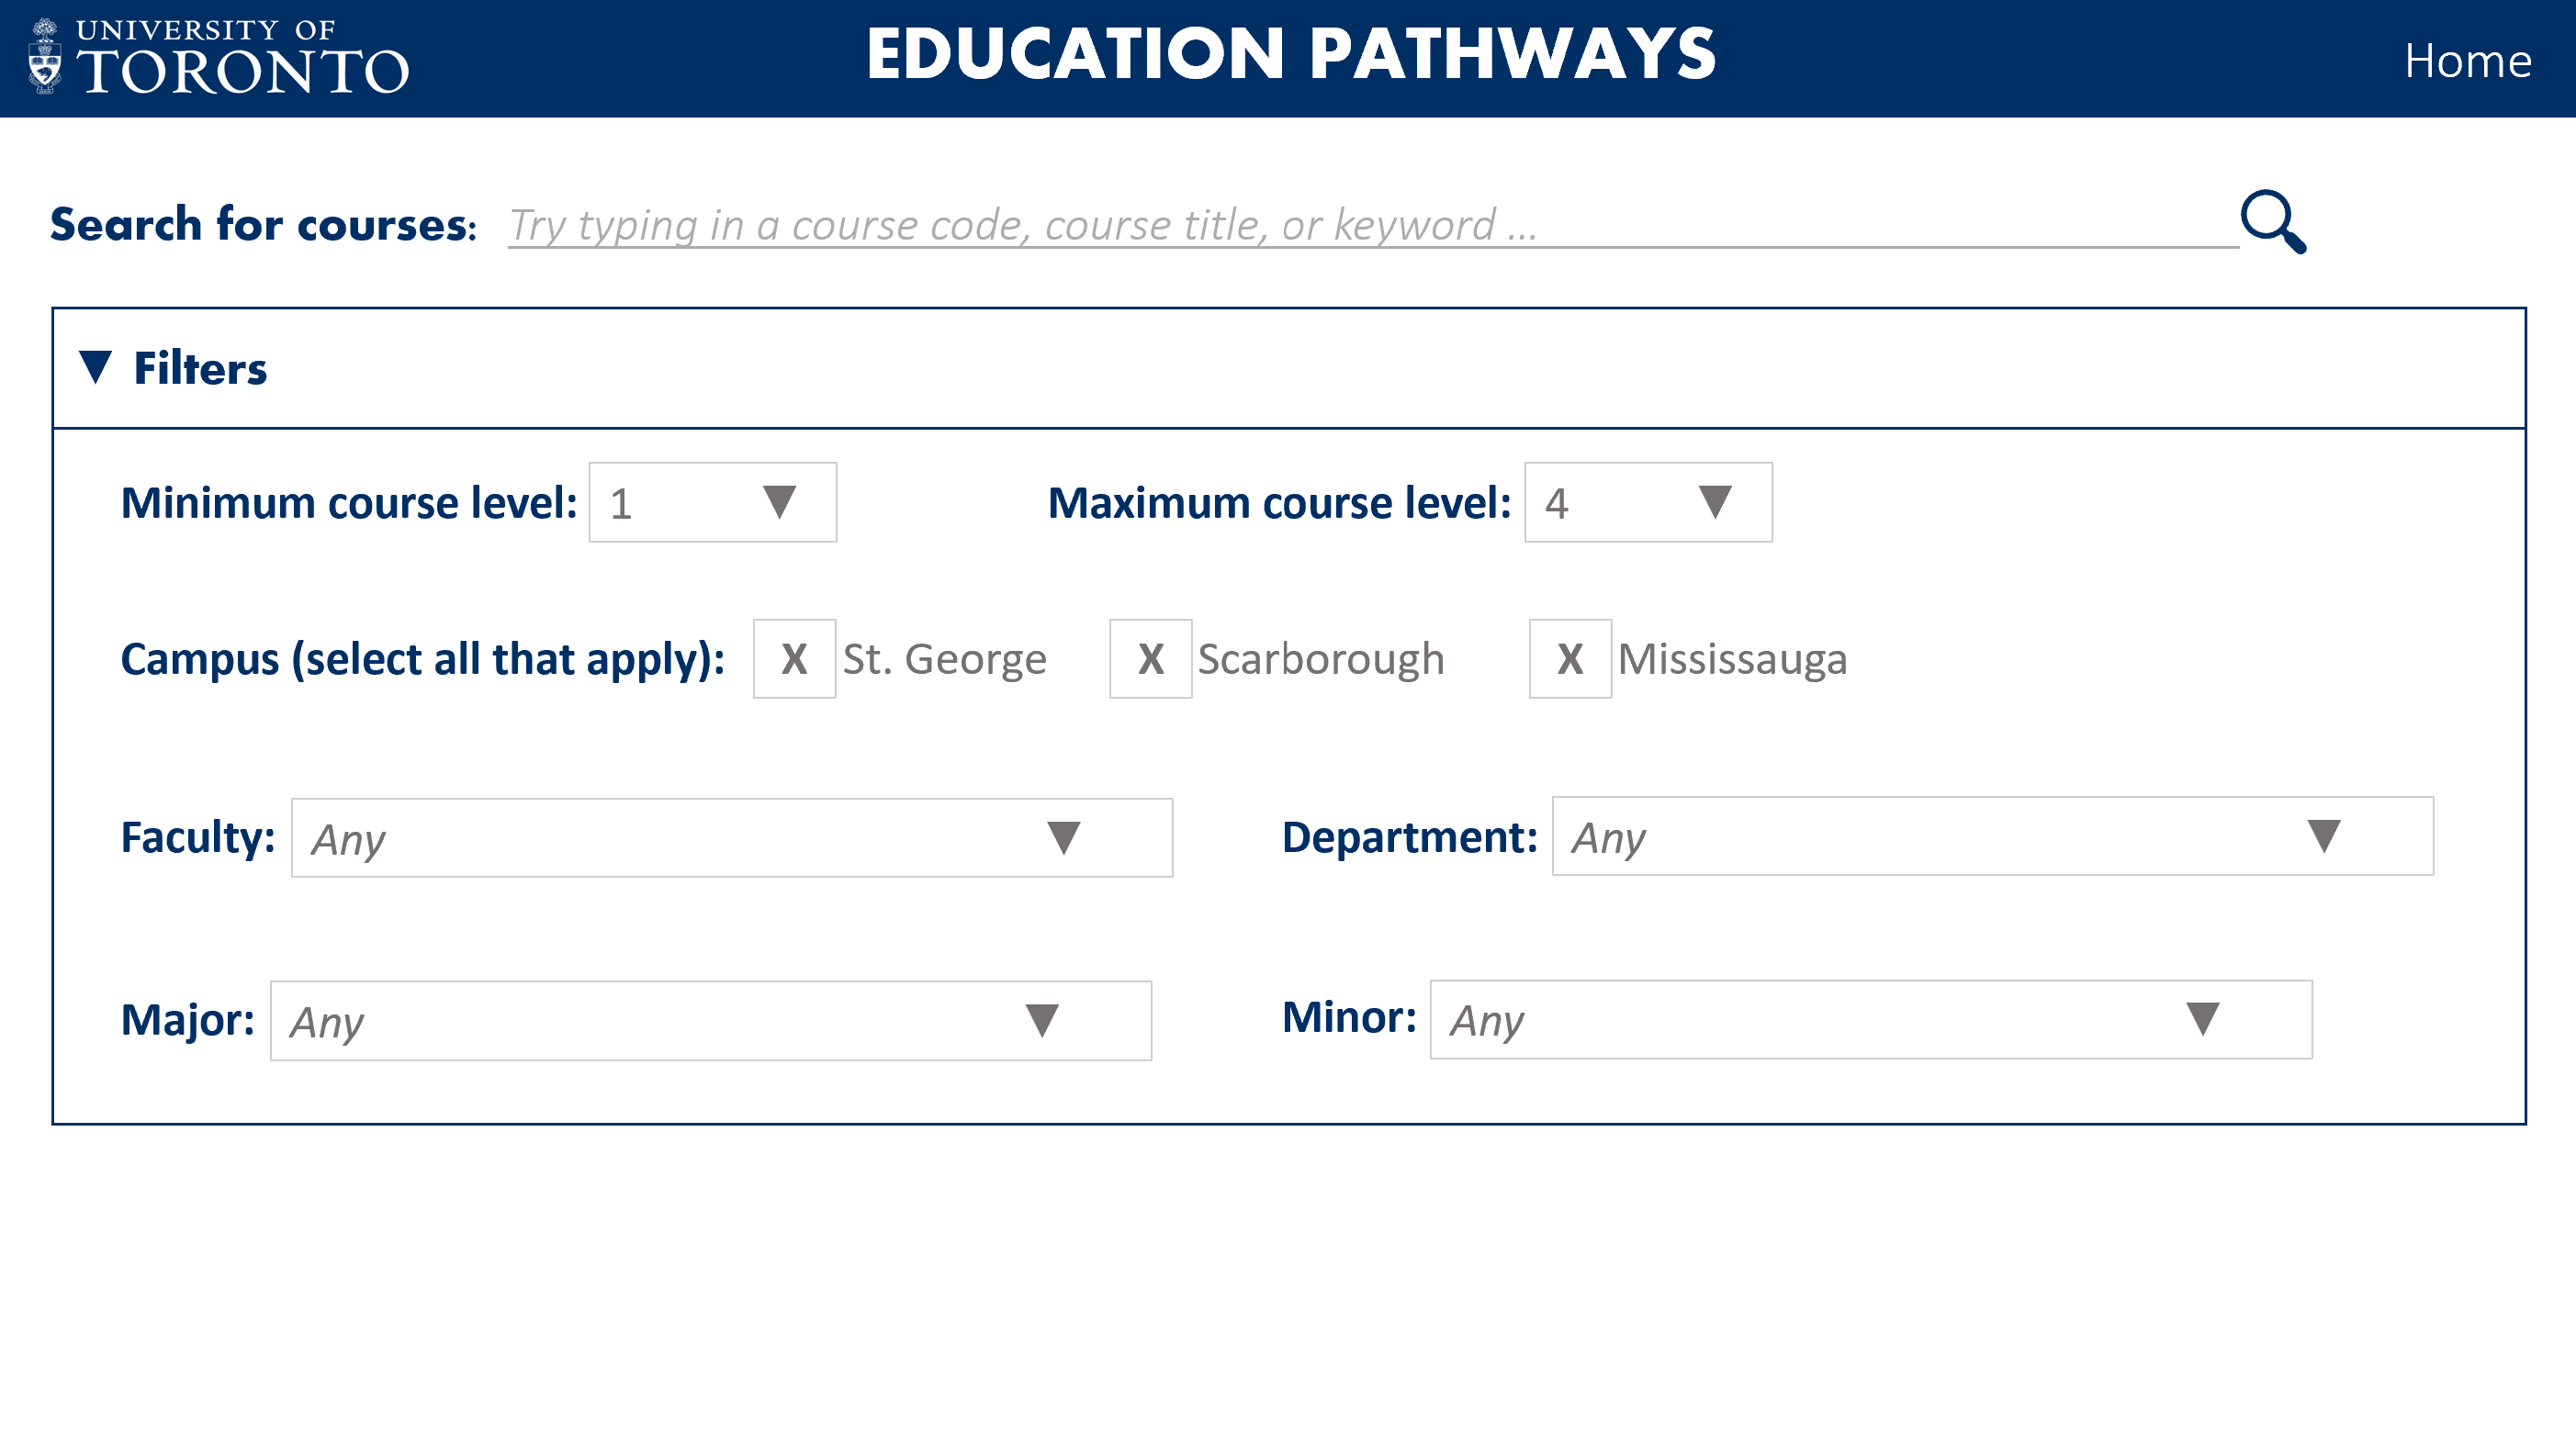 UNIVERSITY OF
TORONTO
EDUCATION PATHWAYS
Home
Search for courses: Try typing in a course code, course title, or keyword ...
▼ Filters
Minimum course level: 1 ▼ Maximum course level: 4 ▼
Campus (select all that apply): X St. George X Scarborough X Mississauga
Faculty: Any ▼ Department: Any ▼
Major: Any ▼ Minor: Any ▼